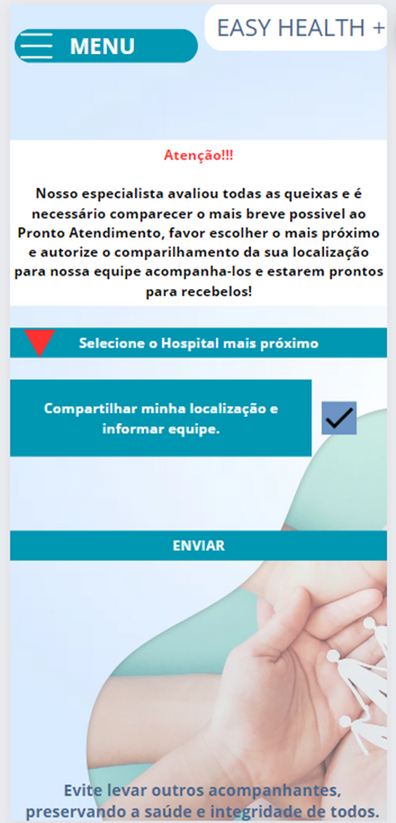 MENU
EASY HEALTH +
Atenção!!!
Nosso especialista avaliou todas as queixas e é
necessário comparecer o mais breve possivel ao
Pronto Atendimento, favor escolher o mais próximo
e autorize o comparilhamento da sua localização
para nossa equipe acompanha-los e estarem prontos
para recebelos!
Selecione o Hospital mais próximo
Compartilhar minha localização e
informar equipe.
ENVIAR
Evite levar outros acompanhantes,
preservando a saúde e integridade de todos.